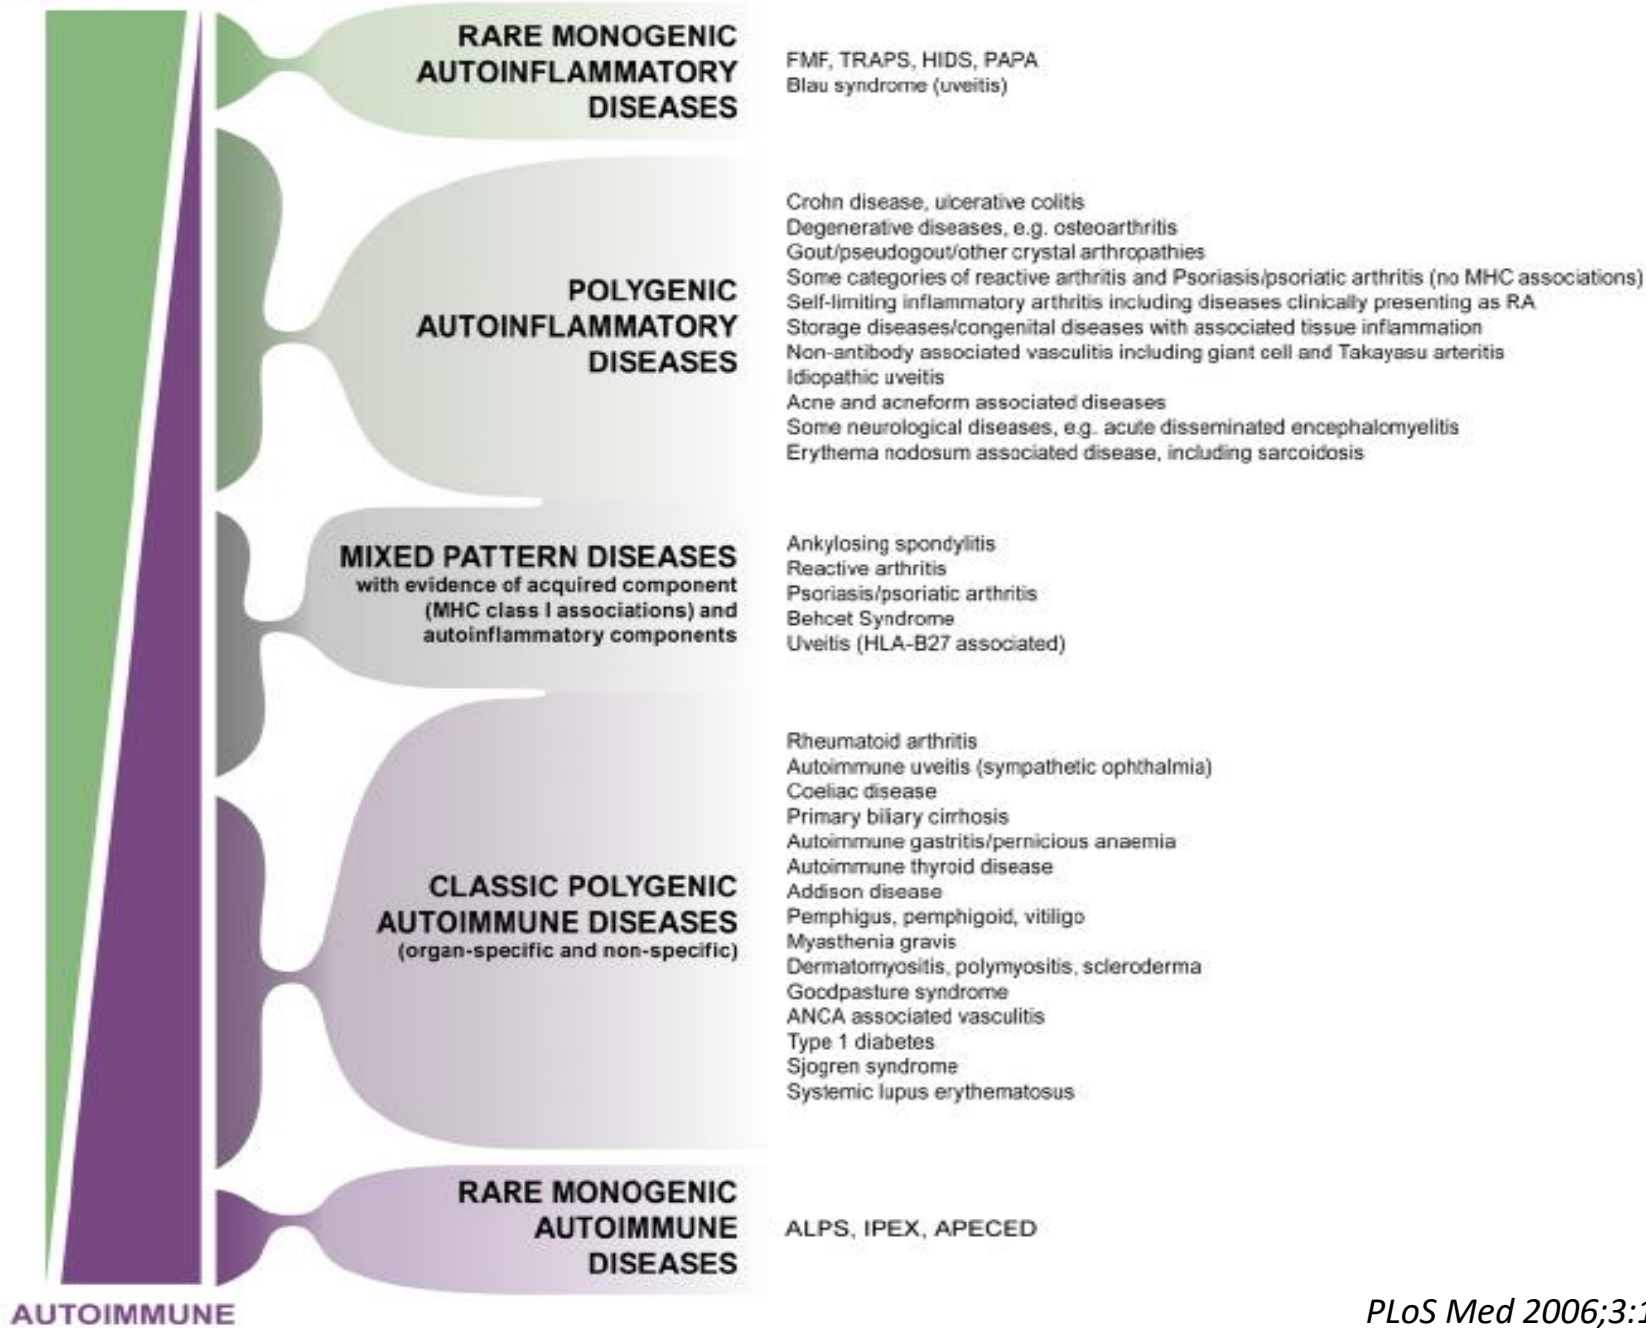 RARE MONOGENIC
AUTOINFLAMMATORY
DISEASES
FMF, TRAPS, HIDS, PAPA
Blau syndrome (uveitis)
POLYGENIC
AUTOINFLAMMATORY
DISEASES
Crohn disease, ulcerative colitis
Degenerative diseases, e.g. osteoarthritis
Gout/pseudogout/other crystal arthropathies
Some categories of reactive arthritis and Psoriasis/psoriatic arthritis (no MHC associations)
Self-limiting inflammatory arthritis including diseases clinically presenting as RA
Storage diseases/congenital diseases with associated tissue inflammation
Non-antibody associated vasculitis including giant cell and Takayasu arteritis
Idiopathic uveitis
Acne and acneform associated diseases
Some neurological diseases, e.g. acute disseminated encephalomyelitis
Erythema nodosum associated disease, including sarcoidosis
MIXED PATTERN DISEASES
with evidence of acquired component
(MHC class I associations) and
autoinflammatory components
Ankylosing spondylitis
Reactive arthritis
Psoriasis/psoriatic arthritis
Behcet Syndrome
Uveitis (HLA-B27 associated)
CLASSIC POLYGENIC
AUTOIMMUNE DISEASES
(organ-specific and non-specific)
Rheumatoid arthritis
Autoimmune uveitis (sympathetic ophthalmia)
Coeliac disease
Primary biliary cirrhosis
Autoimmune gastritis/pernicious anaemia
Autoimmune thyroid disease
Addison disease
Pemphigus, pemphigoid, vitiligo
Myasthenia gravis
Dermatomyositis, polymyositis, scleroderma
Goodpasture syndrome
ANCA associated vasculitis
Type 1 diabetes
Sjogren syndrome
Systemic lupus erythematosus
RARE MONOGENIC
AUTOIMMUNE
DISEASES
ALPS, IPEX, APECED
AUTOIMMUNE
PLoS Med 2006;3: